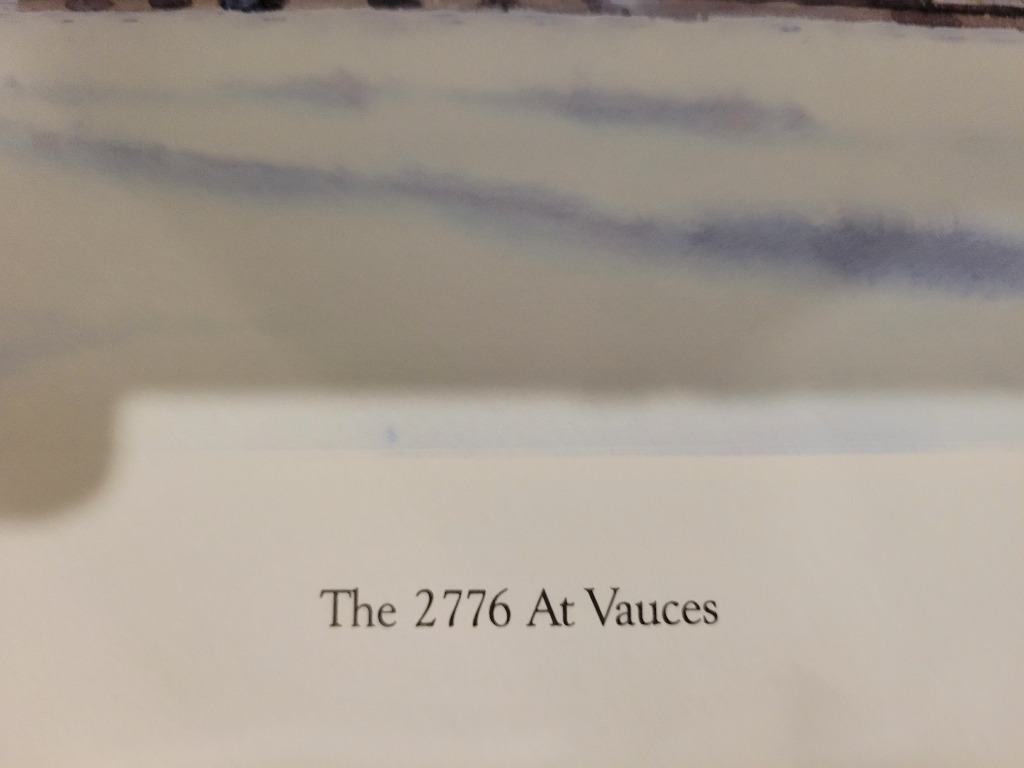 The 2776 At Vauces